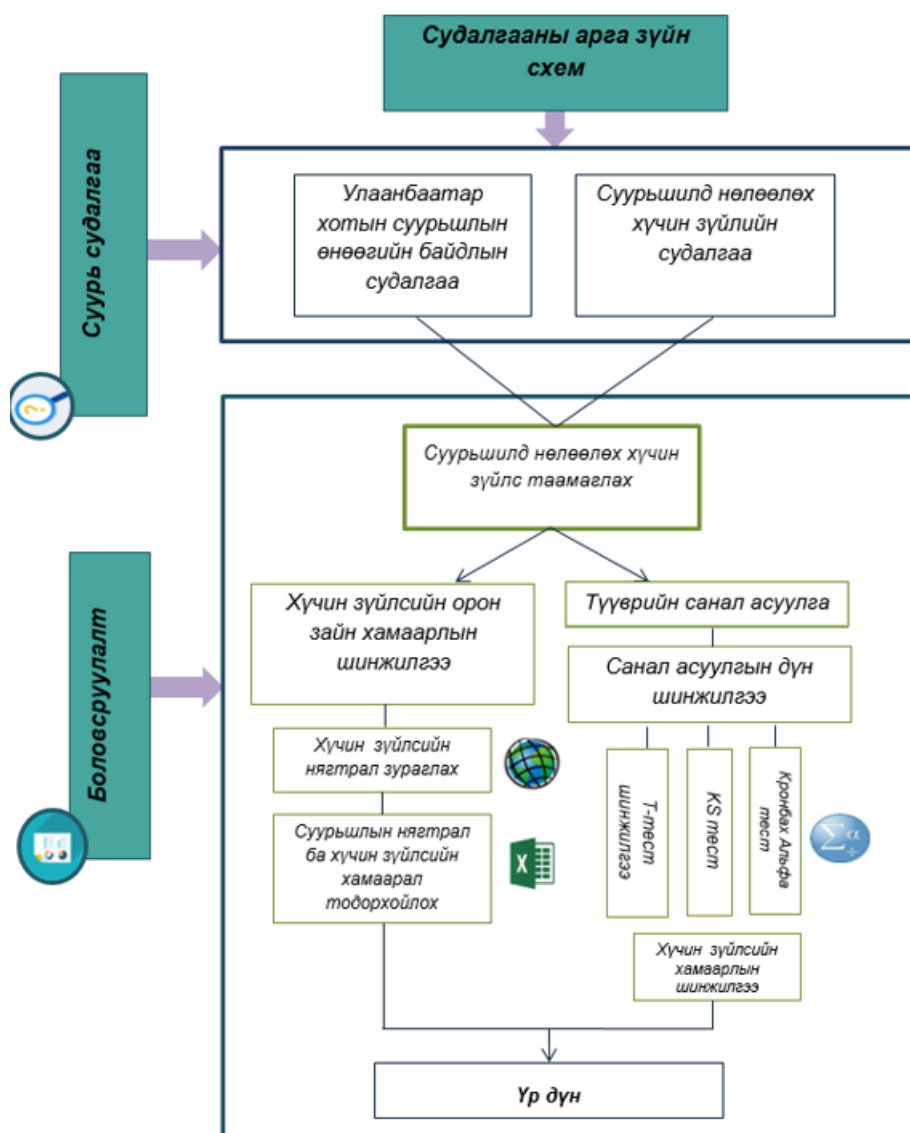 Судалгааны арга зүйн
схем
Суурь судалгаа
Улаанбаатар
хотын суурьшлын
өнөөгийн байдлын
судалгаа
Суурьшилд нөлөөлөх
хүчин зүйлийн
судалгаа
Суурьшилд нөлөөлөх хүчин
зүйлс таамаглах
Боловсруулалт
Хүчин зүйлсийн орон
зайн хамаарлын
шинжилгээ
Түүврийн санал асуулга
Санал асуулгын дүн
шинжилгээ
Хүчин зүйлсийн
нягтрал зураглах
Суурьшлын нягтрал
ба хүчин зүйлсийн
хамаарал
тодорхойлох
X
Т-тест
шинжилгээ
KS тест
Кронбах Альфа
тест
Σα
+
Хүчин зүйлсийн
хамаарлын
шинжилгээ
Үр дүн